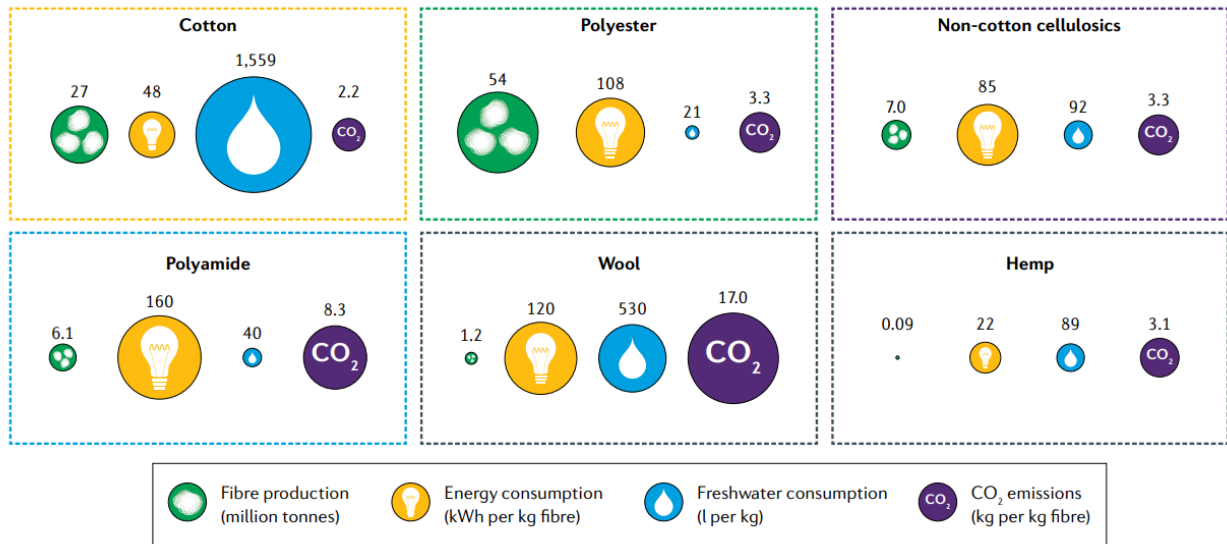 Cotton
27
48
1,559
2.2
CO2
Polyester
54
108
21
3.3
CO2
Non-cotton cellulosics
7.0
85
92
3.3
CO2
Polyamide
6.1
160
40
8.3
CO2
Wool
1.2
120
530
17.0
CO2
Hemp
0.09
22
89
3.1
CO2
Fibre production
(million tonnes)
Energy consumption
(kWh per kg fibre)
Freshwater consumption
(l per kg)
CO2
CO2 emissions
(kg per kg fibre)